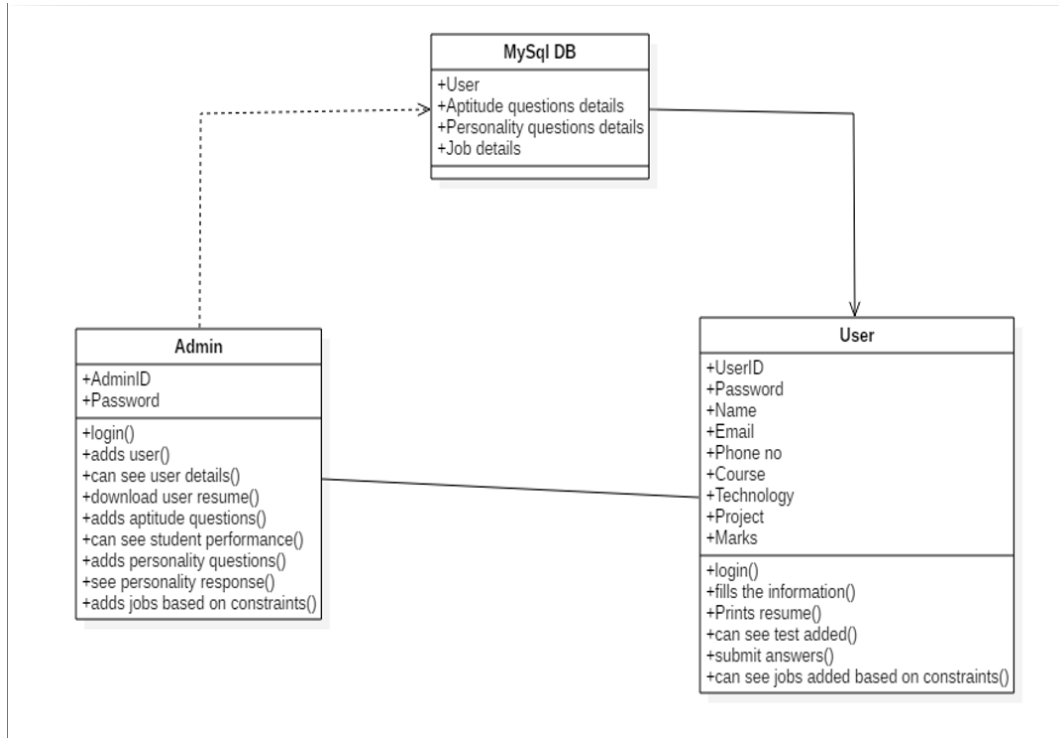 MySql DB
+User
+Aptitude questions details
+Personality questions details
+Job details
Admin
+AdminID
+Password
+login()
+adds user()
+can see user details()
+download user resume()
+adds aptitude questions()
+can see student performance()
+adds personality questions()
+see personality response()
+adds jobs based on constraints()
User
+UserID
+Password
+Name
+Email
+Phone no
+Course
+Technology
+Project
+Marks
+login()
+fills the information()
+Prints resume()
+can see test added()
+submit answers()
+can see jobs added based on constraints()